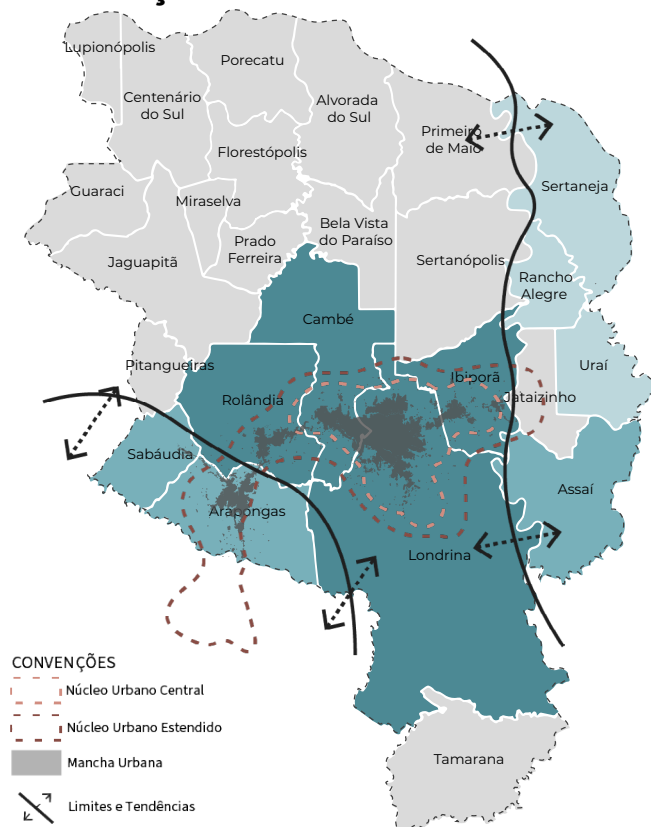 Lupionópolis
Porecatu
Centenário
do Sul
Alvorada
do Sul
Primeiro
de Maio
Florestópolis
Sertaneja
Guaraci
Miraselva
Bela Vista
do Paraíso
Prado
Ferreira
Jaguapitã
Sertanópolis
Rancho
Alegre
Cambé
Pitangueiras
Uraí
Ibiporã
Jataizinho
Rolândia
Sabáudia
Assaí
Arapongas
Londrina
CONVENÇÕES
Núcleo Urbano Central
Núcleo Urbano Estendido
Mancha Urbana
Limites e Tendências
Tamarana